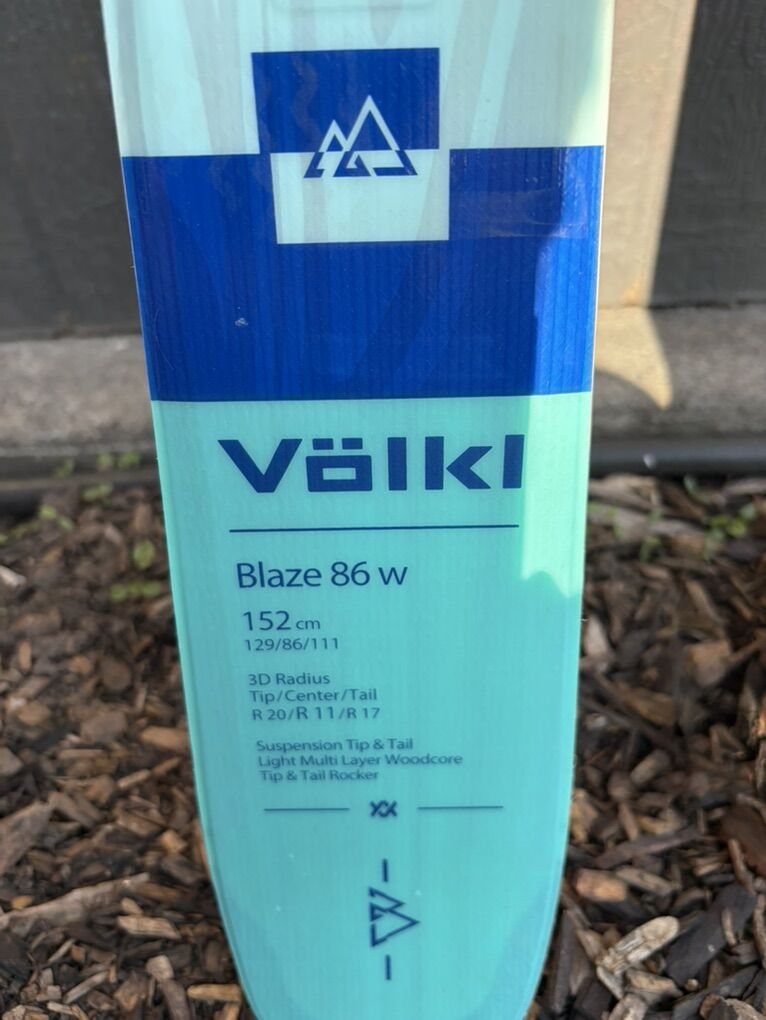 Völkl
Blaze 86 w
152 cm
129/86/111
3D Radius
Tip/Center/Tail
R 20/R 11/R 17
Suspension Tip & Tail
Light Multi Layer Woodcore
Tip & Tail Rocker